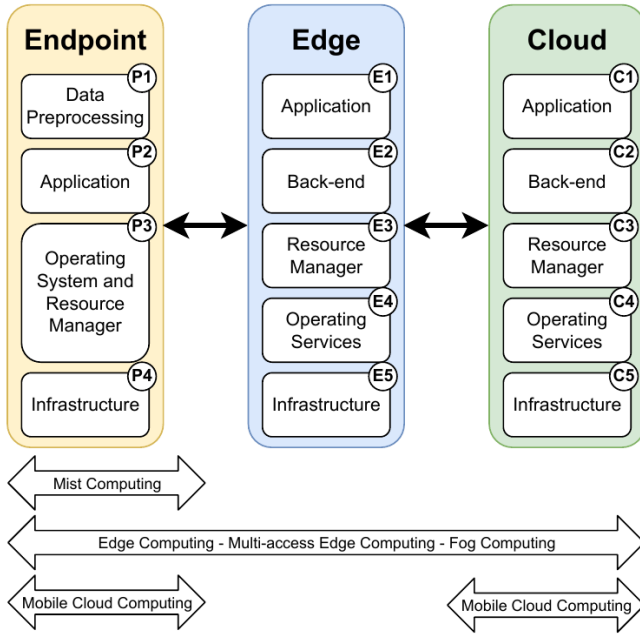 Endpoint
P1
Data
Preprocessing
P2
Application
P3
Operating
System and
Resource
Manager
P4
Infrastructure
Edge
E1
Application
E2
Back-end
E3
Resource
Manager
E4
Operating
Services
E5
Infrastructure
Cloud
C1
Application
C2
Back-end
C3
Resource
Manager
C4
Operating
Services
C5
Infrastructure
Mist Computing
Edge Computing - Multi-access Edge Computing - Fog Computing
Mobile Cloud Computing
Mobile Cloud Computing